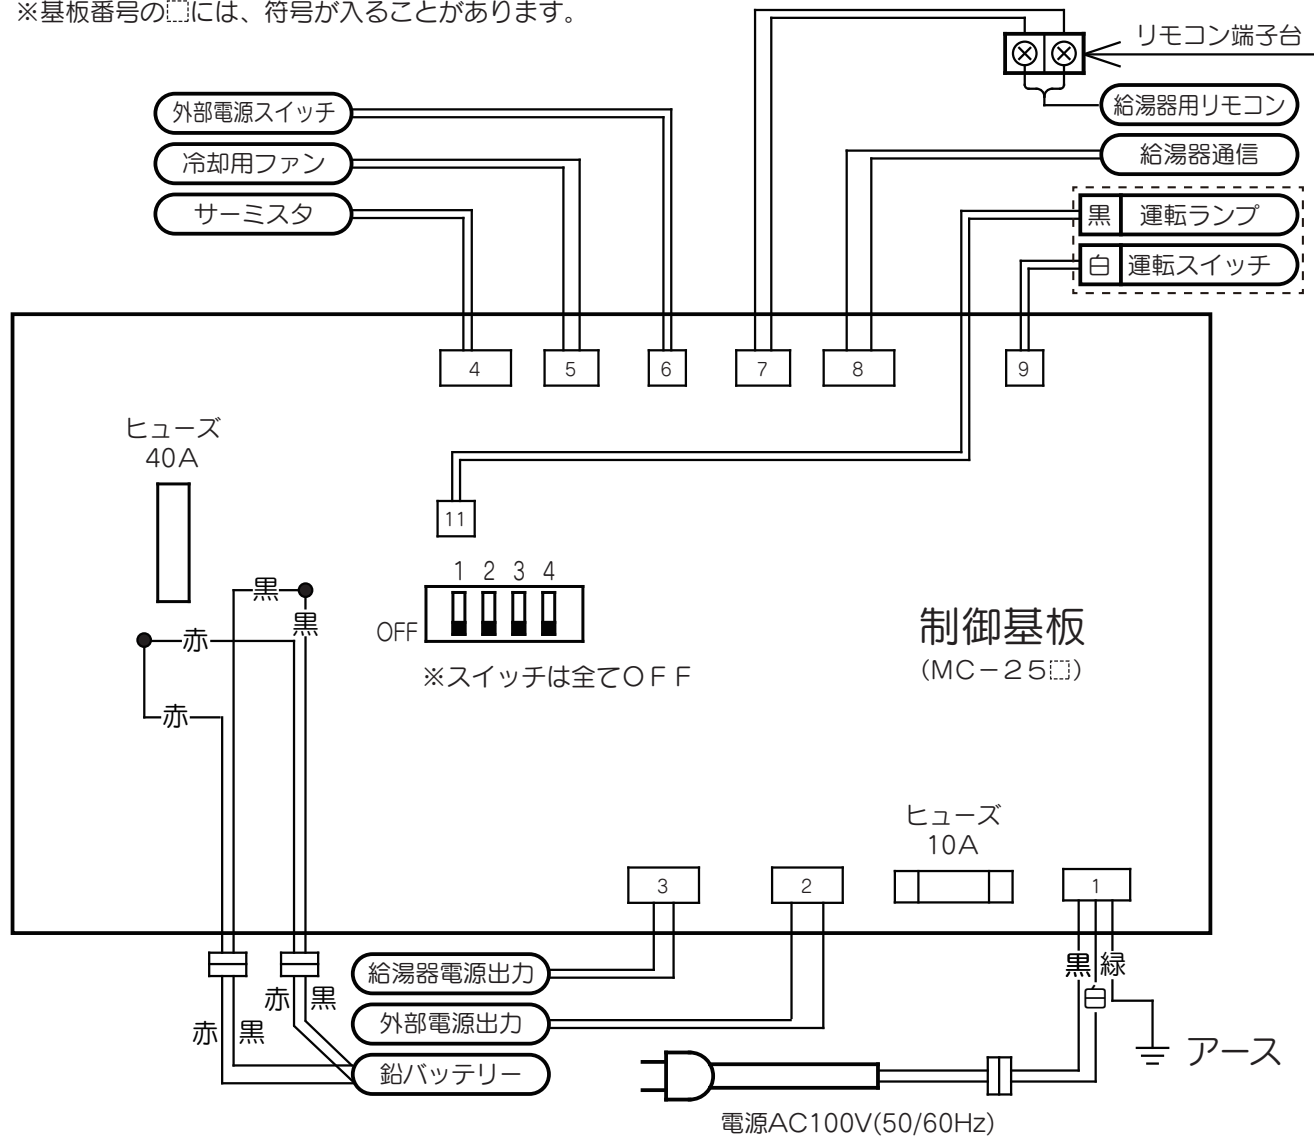 ※基板番号の⬚には、符号が入ることがあります。
リモコン端子台
外部電源スイッチ
給湯器用リモコン
冷却用ファン
給湯器通信
サーミスタ
黒 運転ランプ
白 運転スイッチ
4 5 6 7 8 9
ヒューズ
40A
11
1 2 3 4
OFF
※スイッチは全てOFF
黒
黒
赤
赤
制御基板
(MC－25⬚)
ヒューズ
10A
3 2 1
給湯器電源出力
外部電源出力
鉛バッテリー
赤 黒
赤 黒
黒 緑
白
アース
電源AC100V(50/60Hz)